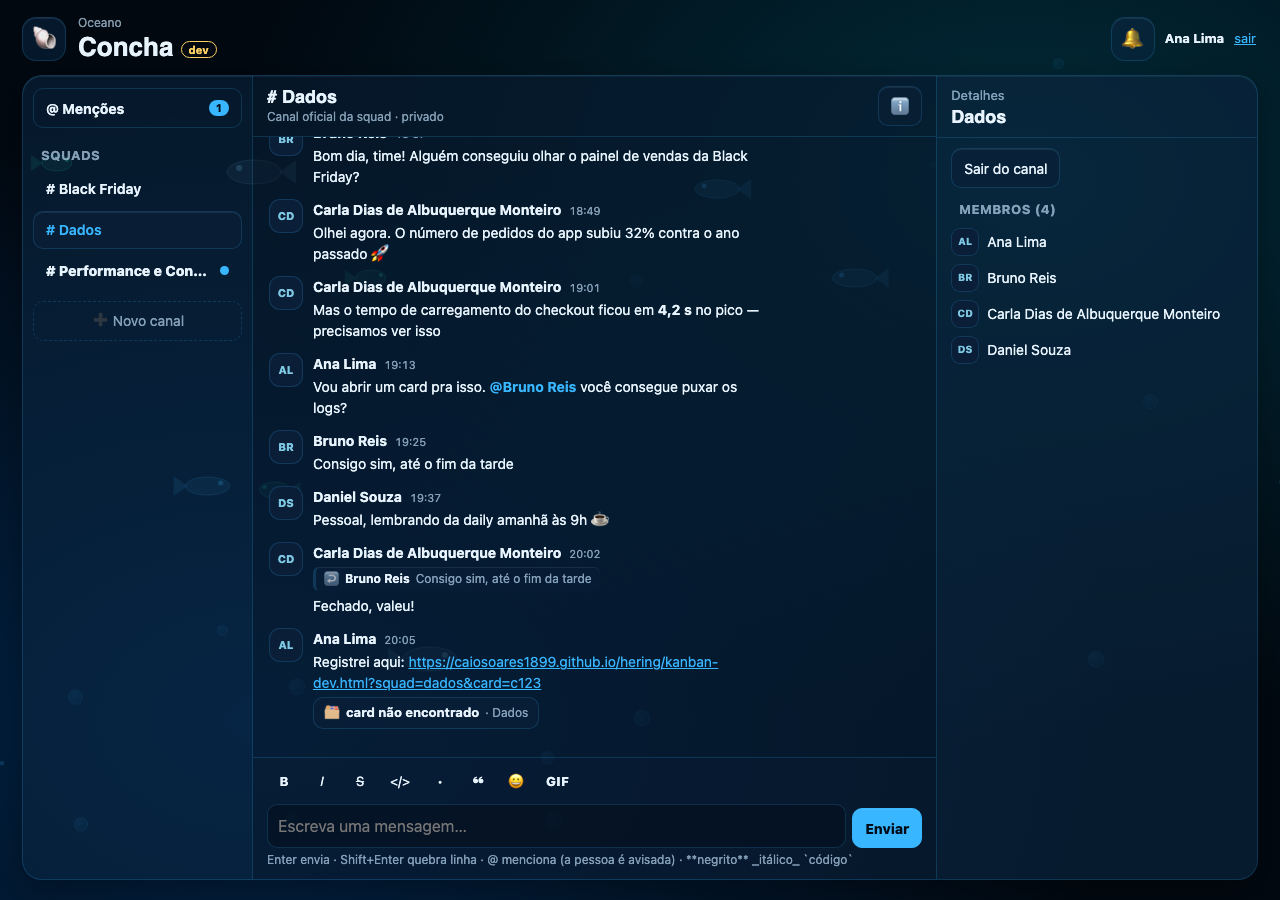 Oceano
Concha dev
Ana Lima sair
@ Menções 1
SQUADS
# Black Friday
# Dados
# Performance e Con...
Novo canal
# Dados
Canal oficial da squad · privado
BR
Bom dia, time! Alguém conseguiu olhar o painel de vendas da Black
Friday?
CD
Carla Dias de Albuquerque Monteiro 18:49
Olhei agora. O número de pedidos do app subiu 32% contra o ano
passado 🚀
CD
Carla Dias de Albuquerque Monteiro 19:01
Mas o tempo de carregamento do checkout ficou em 4,2 s no pico —
precisamos ver isso
AL
Ana Lima 19:13
Vou abrir um card pra isso. @Bruno Reis você consegue puxar os
logs?
BR
Bruno Reis 19:25
Consigo sim, até o fim da tarde
DS
Daniel Souza 19:37
Pessoal, lembrando da daily amanhã às 9h ☕
CD
Carla Dias de Albuquerque Monteiro 20:02
Bruno Reis Consigo sim, até o fim da tarde
Fechado, valeu!
AL
Ana Lima 20:05
Registrei aqui: https://caiosoares1899.github.io/hering/kanban-
dev.html?squad=dados&card=c123
card não encontrado · Dados
B I S </> • ❝ 😀 GIF
Escreva uma mensagem...
Enviar
Enter envia · Shift+Enter quebra linha · @ menciona (a pessoa é avisada) · **negrito** _itálico_ `código`
Detalhes
Dados
Sair do canal
MEMBROS (4)
AL Ana Lima
BR Bruno Reis
CD Carla Dias de Albuquerque Monteiro
DS Daniel Souza